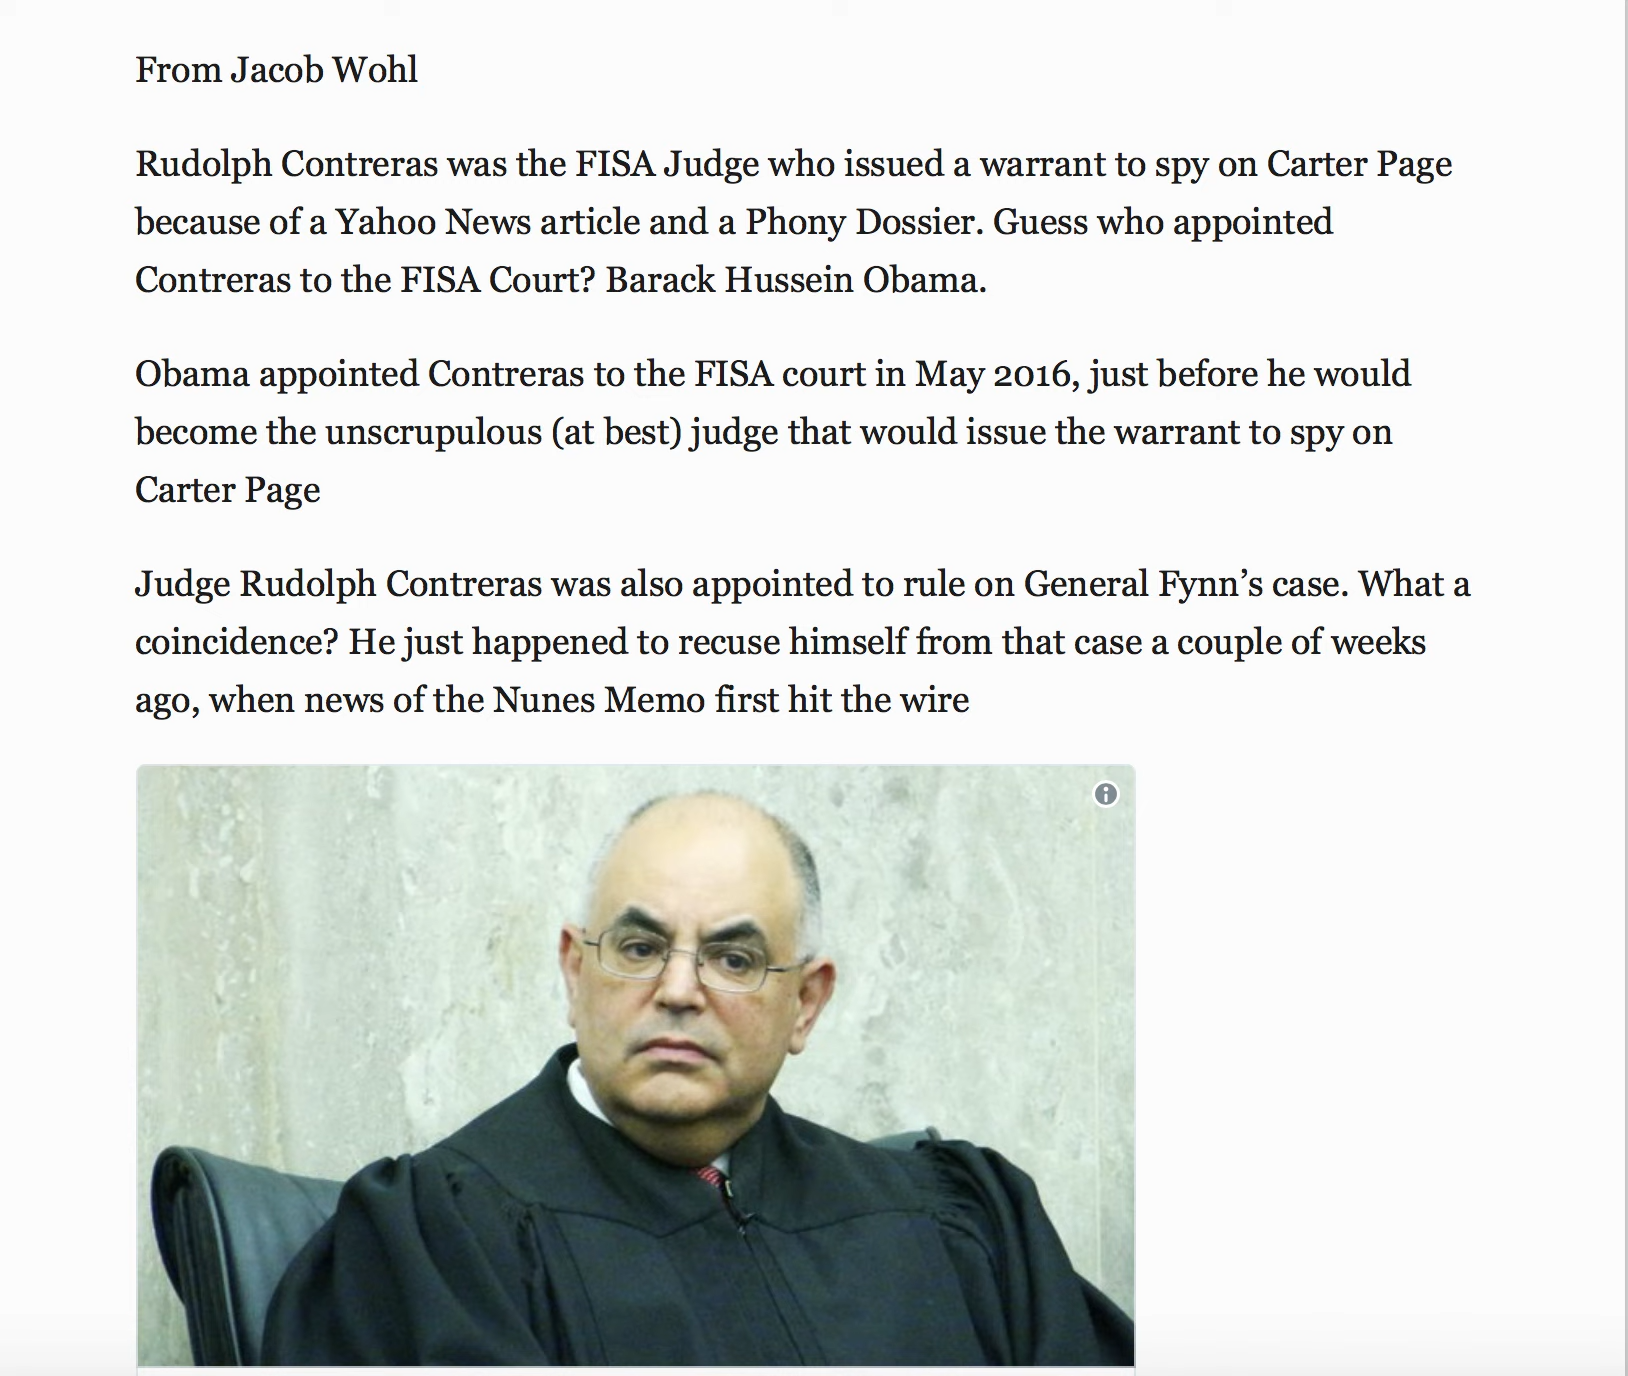 From Jacob Wohl
Rudolph Contreras was the FISA Judge who issued a warrant to spy on Carter Page
because of a Yahoo News article and a Phony Dossier. Guess who appointed
Contreras to the FISA Court? Barack Hussein Obama.
Obama appointed Contreras to the FISA court in May 2016, just before he would
become the unscrupulous (at best) judge that would issue the warrant to spy on
Carter Page
Judge Rudolph Contreras was also appointed to rule on General Fynn’s case. What a
coincidence? He just happened to recuse himself from that case a couple of weeks
ago, when news of the Nunes Memo first hit the wire